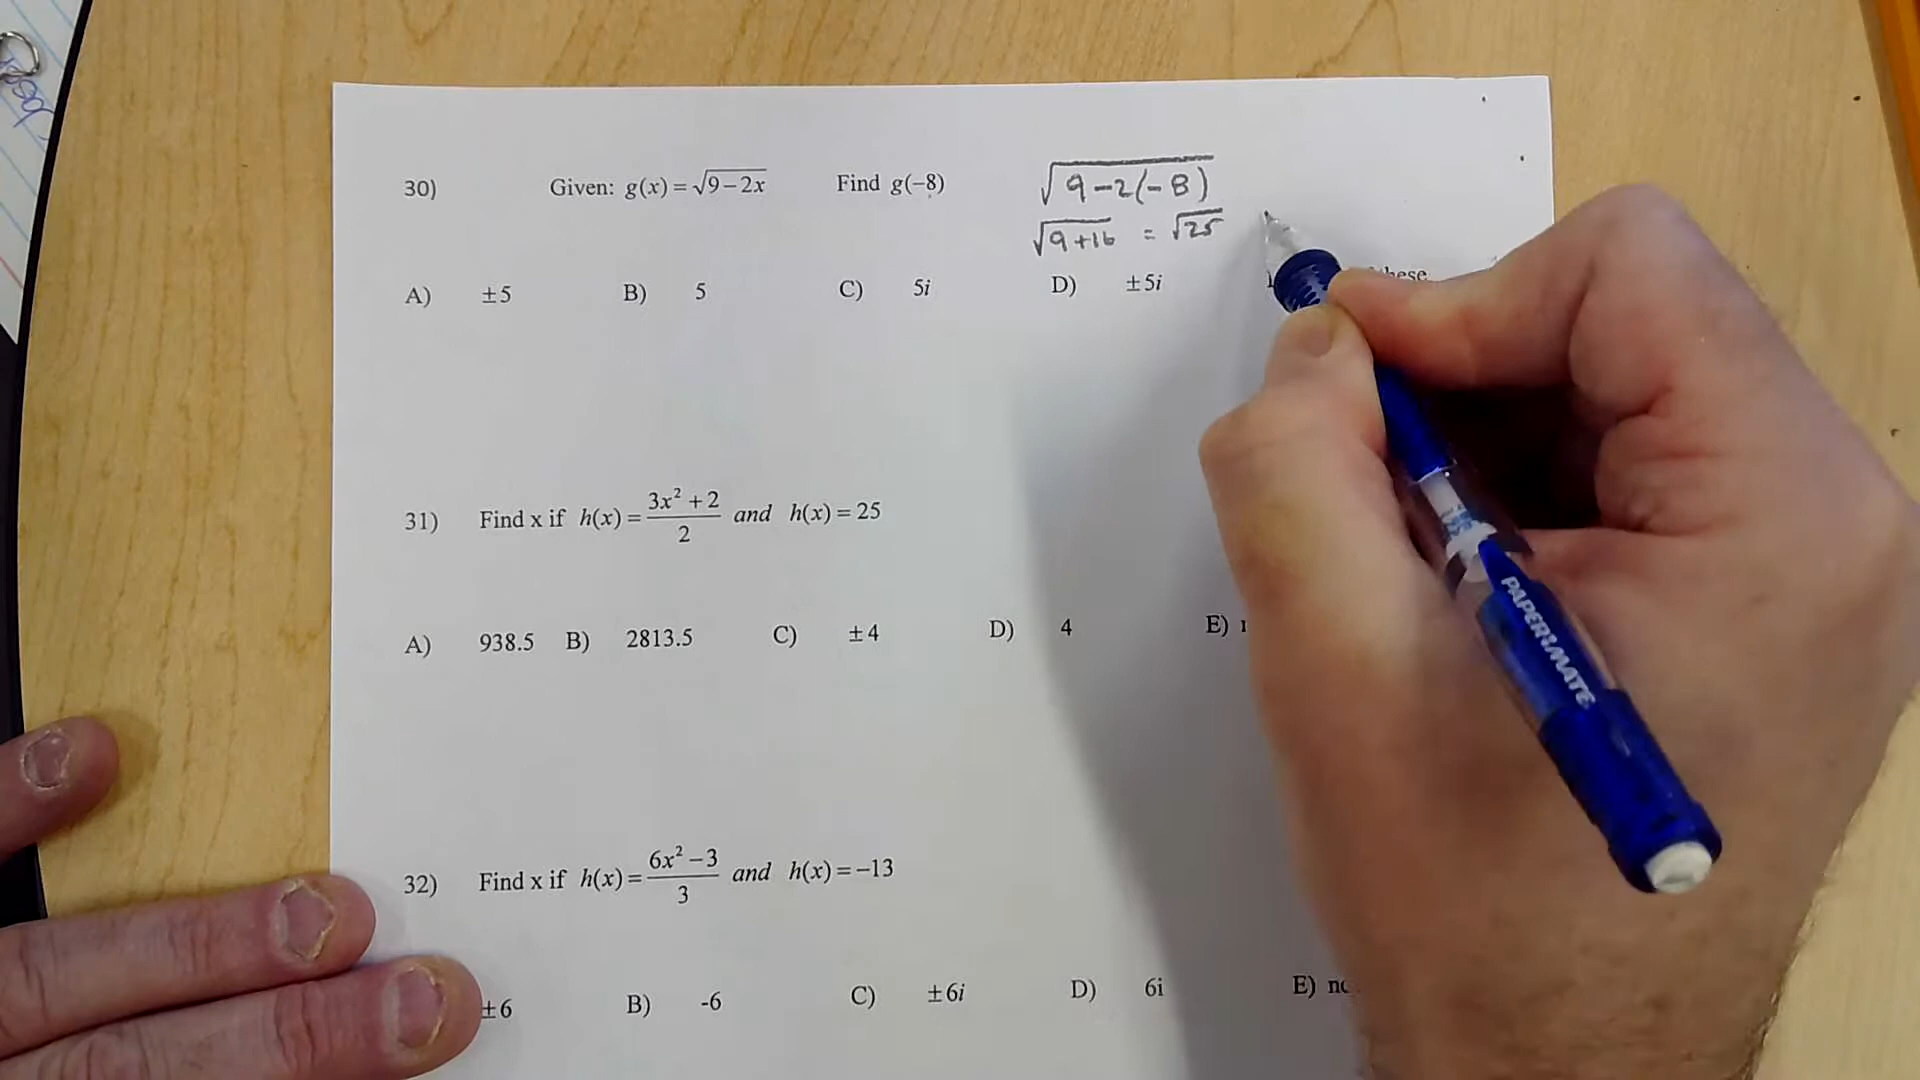 30) Given: g(x) = √(9−2x) Find g(−8)
√(9−2(−8))
√(9+16) = √25
A) ±5 B) 5 C) 5i D) ±5i
31) Find x if h(x) = (3x² + 2)/2 and h(x) = 25
A) 938.5 B) 2813.5 C) ±4 D) 4 E)
32) Find x if h(x) = (6x² − 3)/3 and h(x) = −13
±6 B) -6 C) ±6i D) 6i E)
PAPER MATE